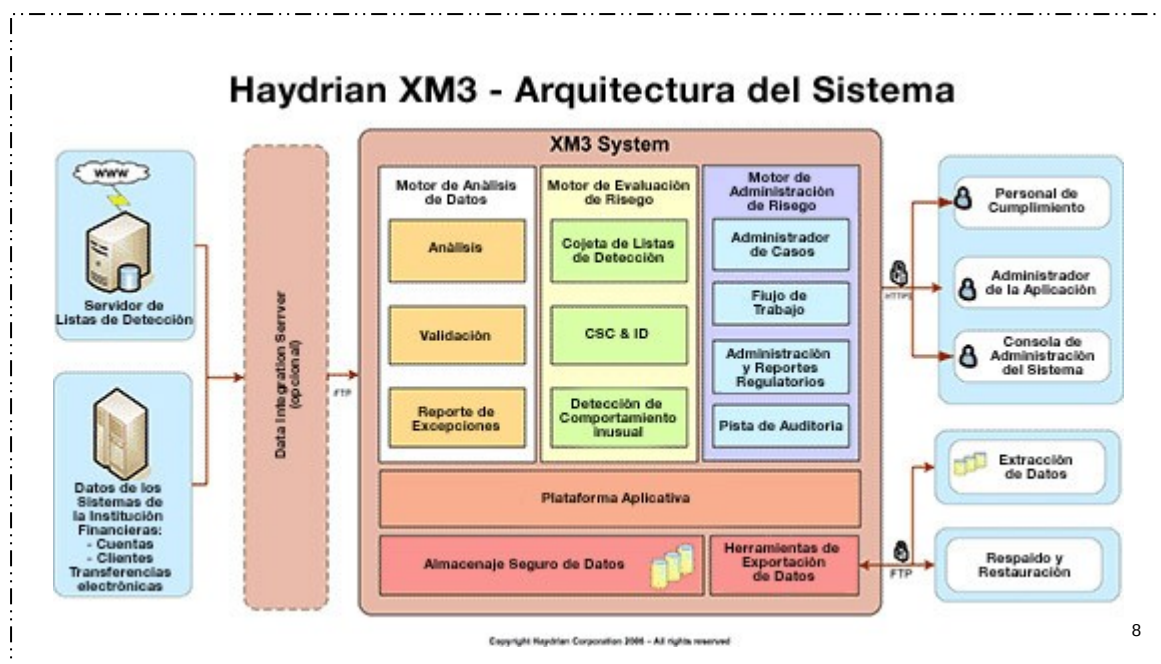 Haydrian XM3 - Arquitectura del Sistema
www
Servidor de
Listas de Detección
Datos de los
Sistemas de
la Institución
Financieras:
- Cuentas
- Clientes
Transferencias
electrónicas
Data Integration Serrver
(opcional)
FTP
XM3 System
Motor de Análisis
de Datos
Análisis
Validación
Reporte de
Excepciones
Motor de Evaluación
de Risego
Cojeta de Listas
de Detección
CSC & ID
Detección de
Comportamiento
inusual
Motor de
Administración
de Risego
Administrador
de Casos
Flujo de
Trabajo
Administración
y Reportes
Regulatorios
Pista de Auditoria
Plataforma Aplicativa
Almacenaje Seguro de Datos
Herramientas de
Exportación
de Datos
HTTPS
Personal de
Cumplimiento
Administrador
de la Aplicación
Consola de
Administración
del Sistema
FTP
Extracción
de Datos
Respaldo y
Restauración
Copyright Haydrian Corporation 2006 - All rights reserved
8